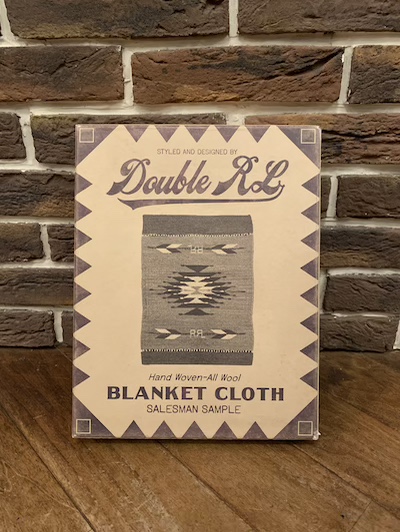 STYLED AND DESIGNED BY
Double RL
RR
RR
Hand Woven-All Wool
BLANKET CLOTH
SALESMAN SAMPLE